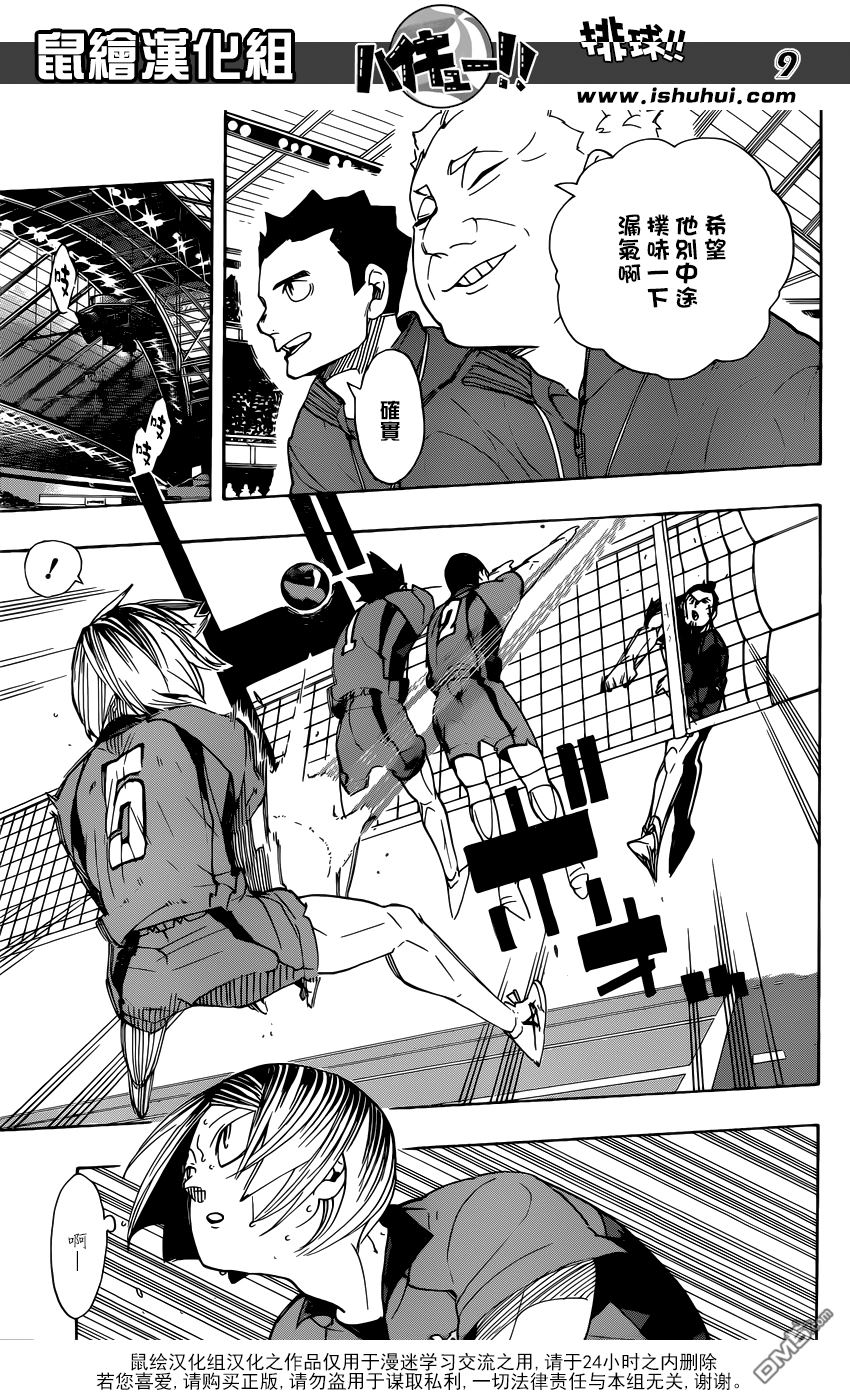 鼠繪漢化組
ハイキュー!!
排球!!
9
www.ishuhui.com
希望
他別中途
撲哧一下
漏氣啊
確實
吱
吱
吱
!
1
2
5
啊—
鼠绘汉化组汉化之作品仅用于漫迷学习交流之用, 请于24小时之内删除
若您喜爱, 请购买正版, 请勿盗用于谋取私利, 一切法律责任与本组无关, 谢谢.